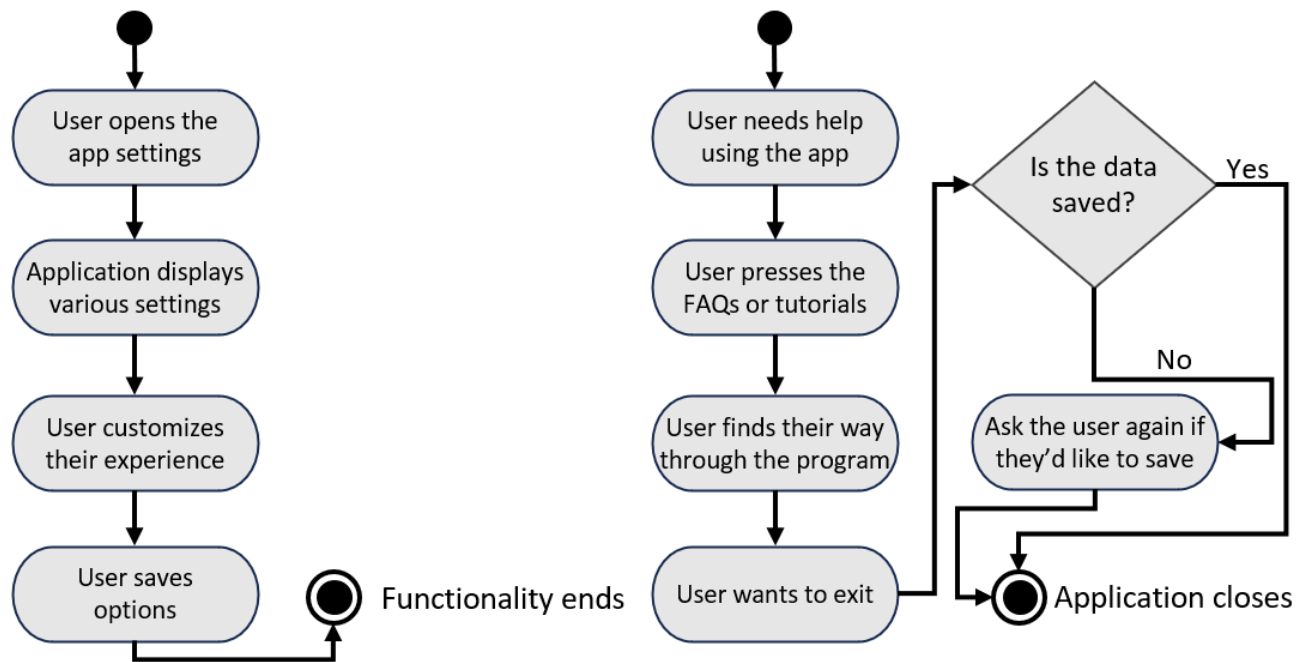 User opens the
app settings
Application displays
various settings
User customizes
their experience
User saves
options
Functionality ends
User needs help
using the app
User presses the
FAQs or tutorials
User finds their way
through the program
User wants to exit
Is the data
saved?
Yes
No
Ask the user again if
they’d like to save
Application closes